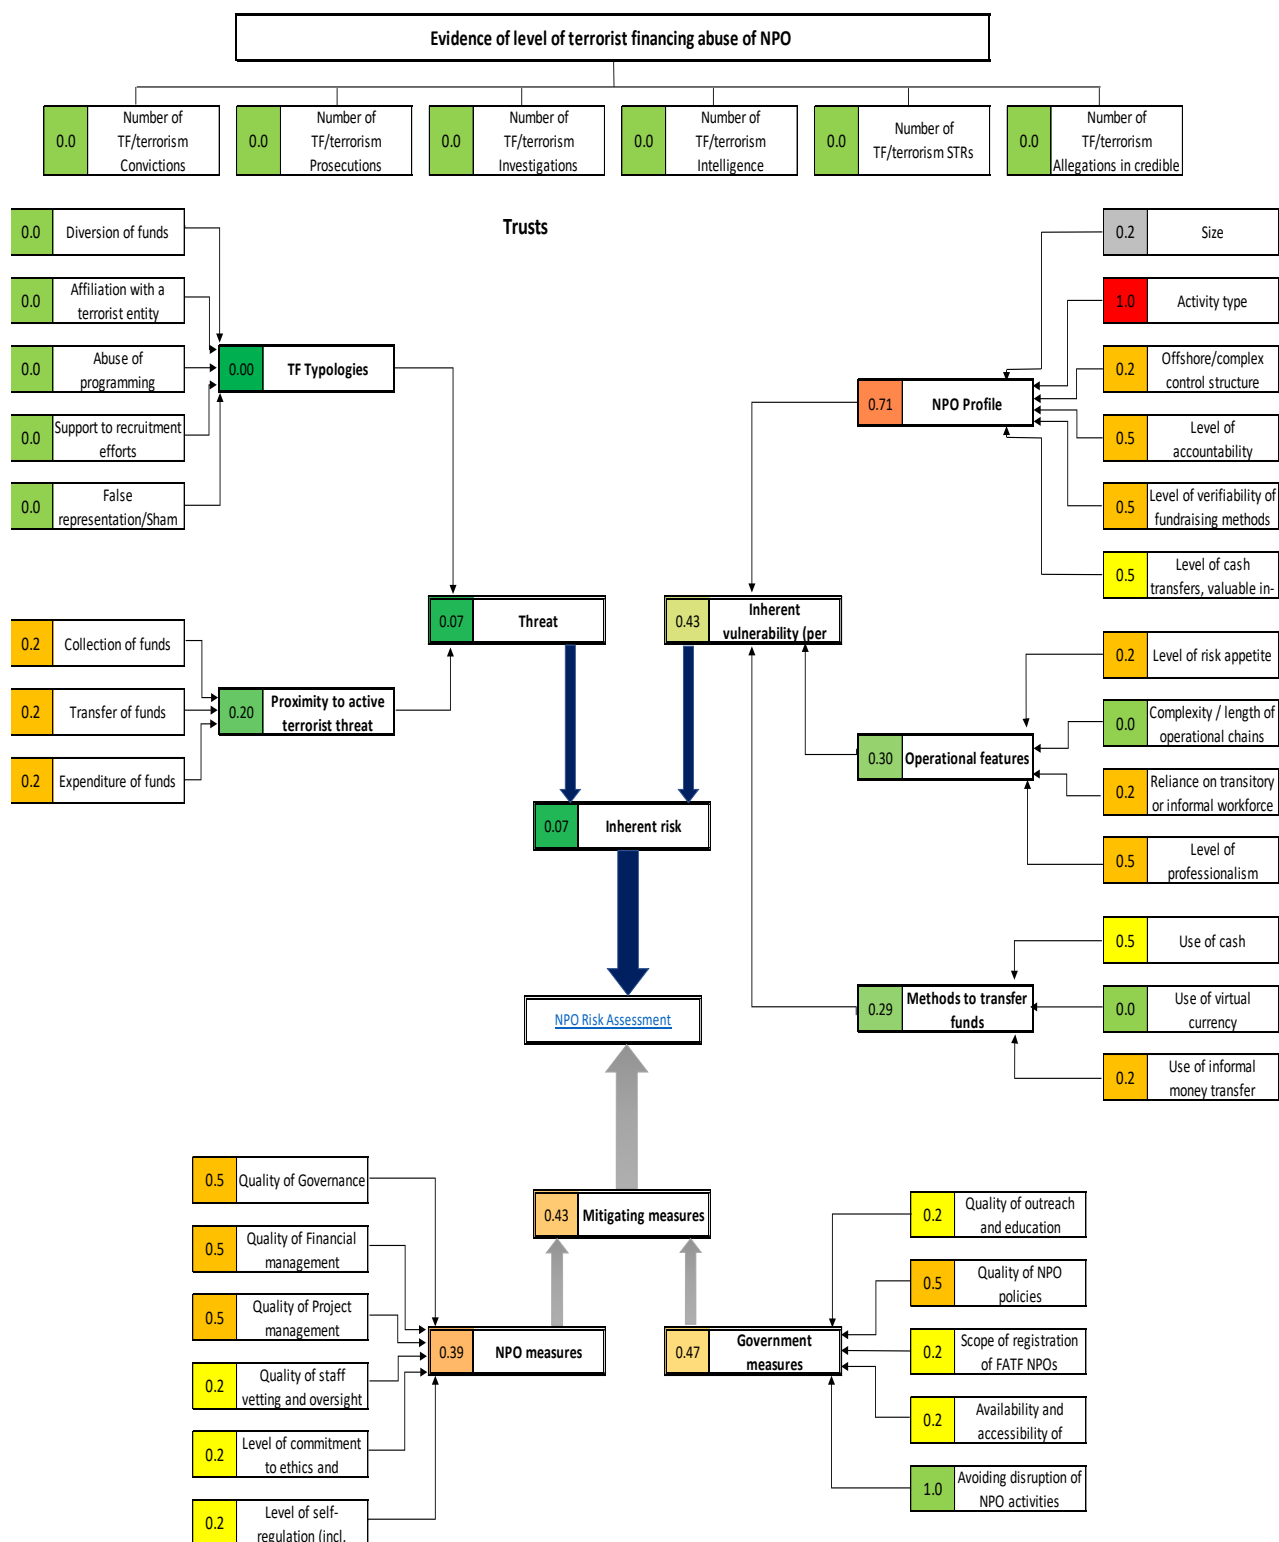 Evidence of level of terrorist financing abuse of NPO
0.0
Number of
TF/terrorism
Convictions
0.0
Number of
TF/terrorism
Prosecutions
0.0
Number of
TF/terrorism
Investigations
0.0
Number of
TF/terrorism
Intelligence
0.0
Number of
TF/terrorism STRs
0.0
Number of
TF/terrorism
Allegations in credible
Trusts
0.0
Diversion of funds
0.0
Affiliation with a
terrorist entity
0.0
Abuse of
programming
0.0
Support to recruitment
efforts
0.0
False
representation/Sham
0.00
TF Typologies
0.2
Size
1.0
Activity type
0.2
Offshore/complex
control structure
0.5
Level of
accountability
0.5
Level of verifiability of
fundraising methods
0.5
Level of cash
transfers, valuable in-
0.71
NPO Profile
0.07
Threat
0.43
Inherent
vulnerability (per
0.2
Collection of funds
0.2
Transfer of funds
0.2
Expenditure of funds
0.20
Proximity to active
terrorist threat
0.2
Level of risk appetite
0.0
Complexity / length of
operational chains
0.2
Reliance on transitory
or informal workforce
0.5
Level of
professionalism
0.30
Operational features
0.07
Inherent risk
NPO Risk Assessment
0.5
Use of cash
0.0
Use of virtual
currency
0.2
Use of informal
money transfer
0.29
Methods to transfer
funds
0.43
Mitigating measures
0.5
Quality of Governance
0.5
Quality of Financial
management
0.5
Quality of Project
management
0.2
Quality of staff
vetting and oversight
0.2
Level of commitment
to ethics and
0.2
Level of self-
regulation (incl.
0.39
NPO measures
0.47
Government
measures
0.2
Quality of outreach
and education
0.5
Quality of NPO
policies
0.2
Scope of registration
of FATF NPOs
0.2
Availability and
accessibility of
1.0
Avoiding disruption of
NPO activities